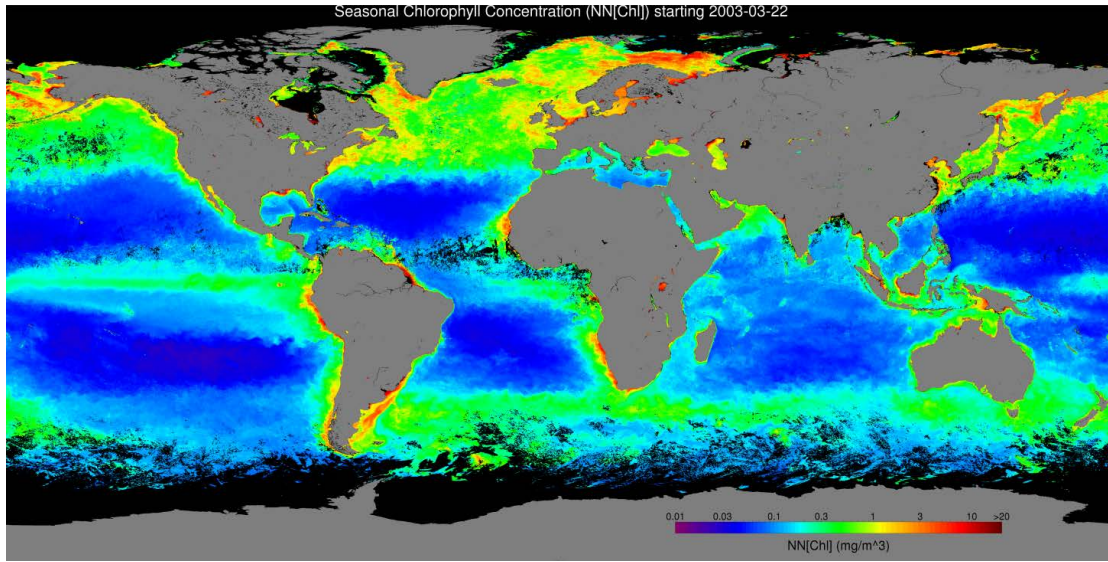 Seasonal Chlorophyll Concentration (NN[Chl]) starting 2003-03-22
0.01 0.03 0.1 0.3 1 3 10 >20
NN[Chl] (mg/m^3)